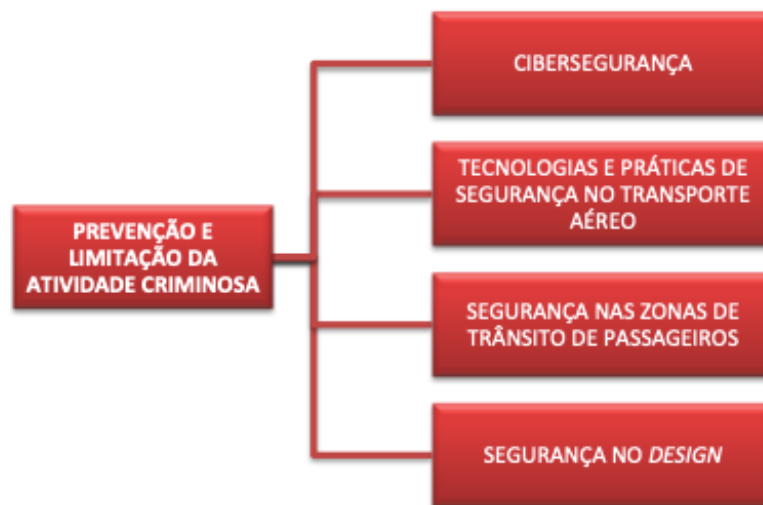 CIBERSEGURANÇA
TECNOLOGIAS E PRÁTICAS DE
SEGURANÇA NO TRANSPORTE
AÉREO
PREVENÇÃO E
LIMITAÇÃO DA
ATIVIDADE CRIMINOSA
SEGURANÇA NAS ZONAS DE
TRÂNSITO DE PASSAGEIROS
SEGURANÇA NO DESIGN